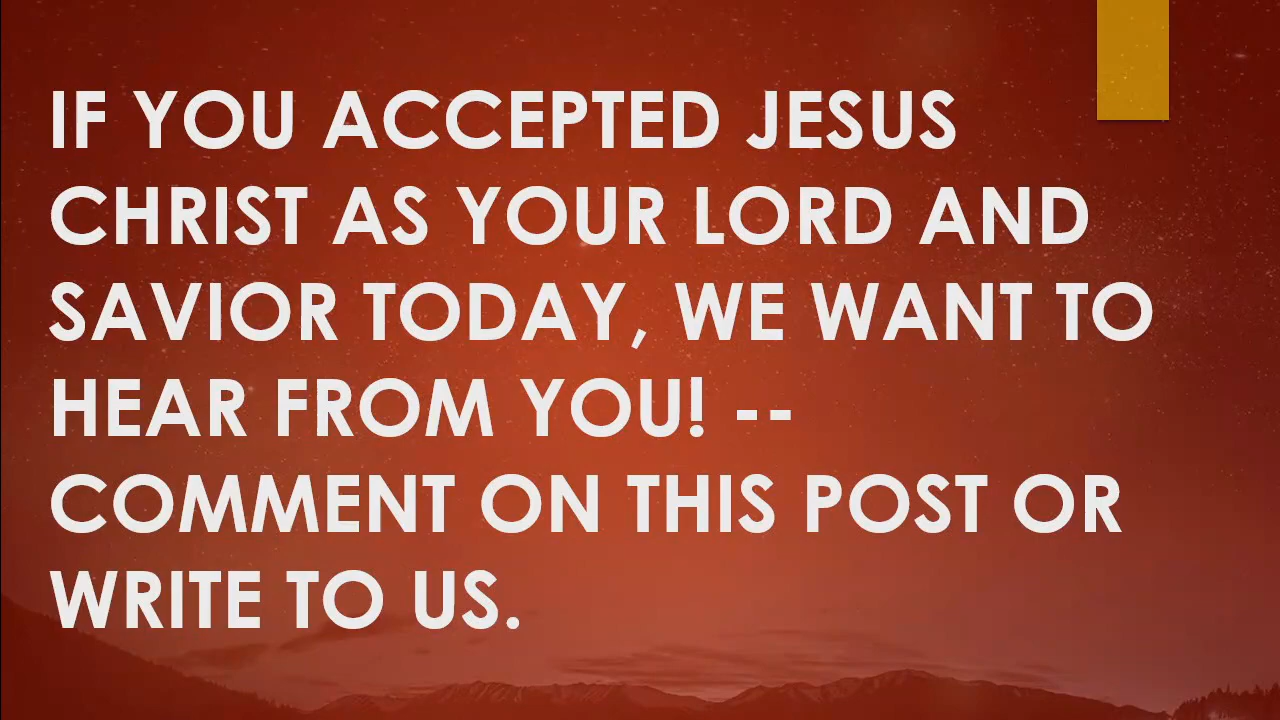 IF YOU ACCEPTED JESUS
CHRIST AS YOUR LORD AND
SAVIOR TODAY, WE WANT TO
HEAR FROM YOU! --
COMMENT ON THIS POST OR
WRITE TO US.